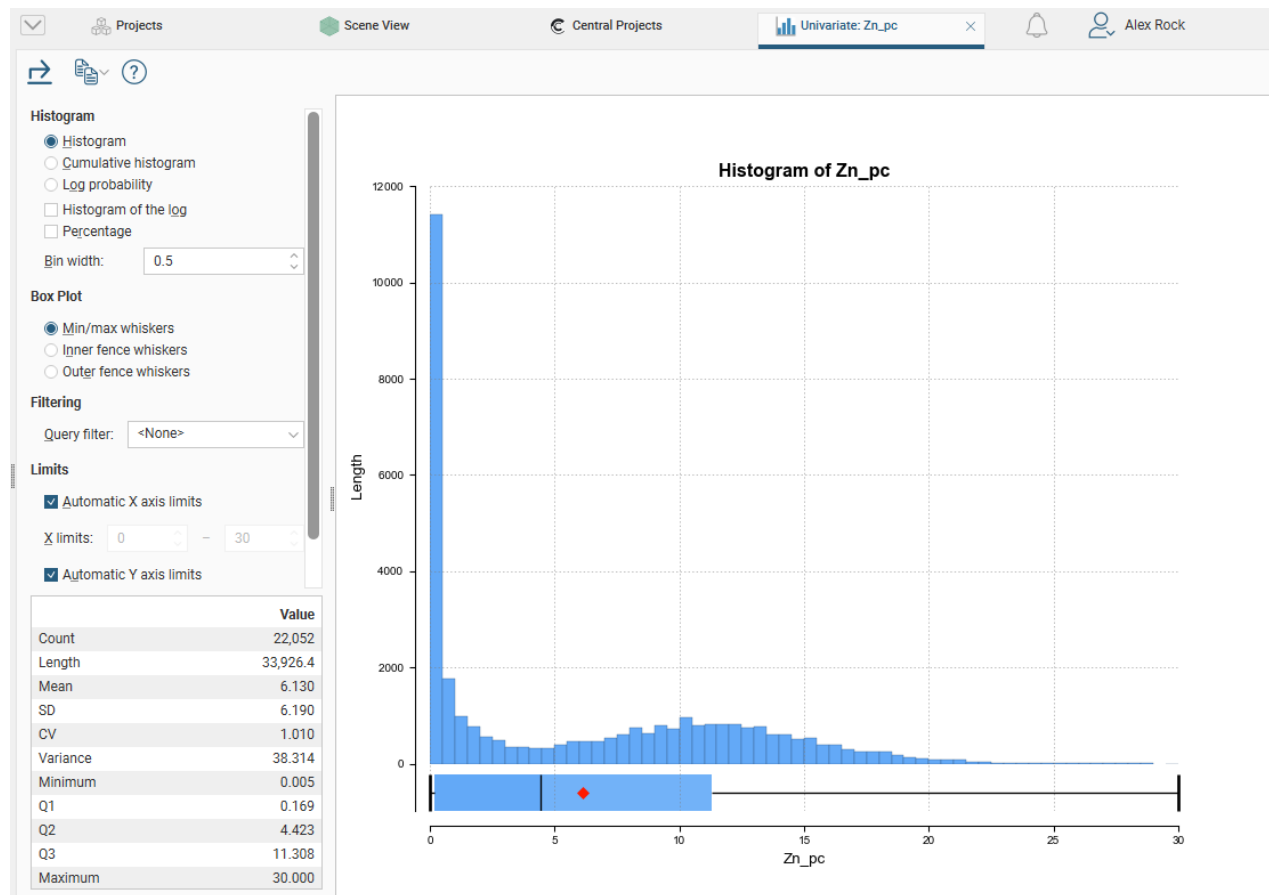 Projects Scene View Central Projects Univariate: Zn_pc Alex Rock
Histogram
Histogram
Cumulative histogram
Log probability
Histogram of the log
Percentage
Bin width: 0.5
Box Plot
Min/max whiskers
Inner fence whiskers
Outer fence whiskers
Filtering
Query filter: <None>
Limits
Automatic X axis limits
X limits: 0 – 30
Automatic Y axis limits
Value
Count 22,052
Length 33,926.4
Mean 6.130
SD 6.190
CV 1.010
Variance 38.314
Minimum 0.005
Q1 0.169
Q2 4.423
Q3 11.308
Maximum 30.000
Histogram of Zn_pc
12000
10000
8000
6000
4000
2000
0
Length
0 5 10 15 20 25 30
Zn_pc